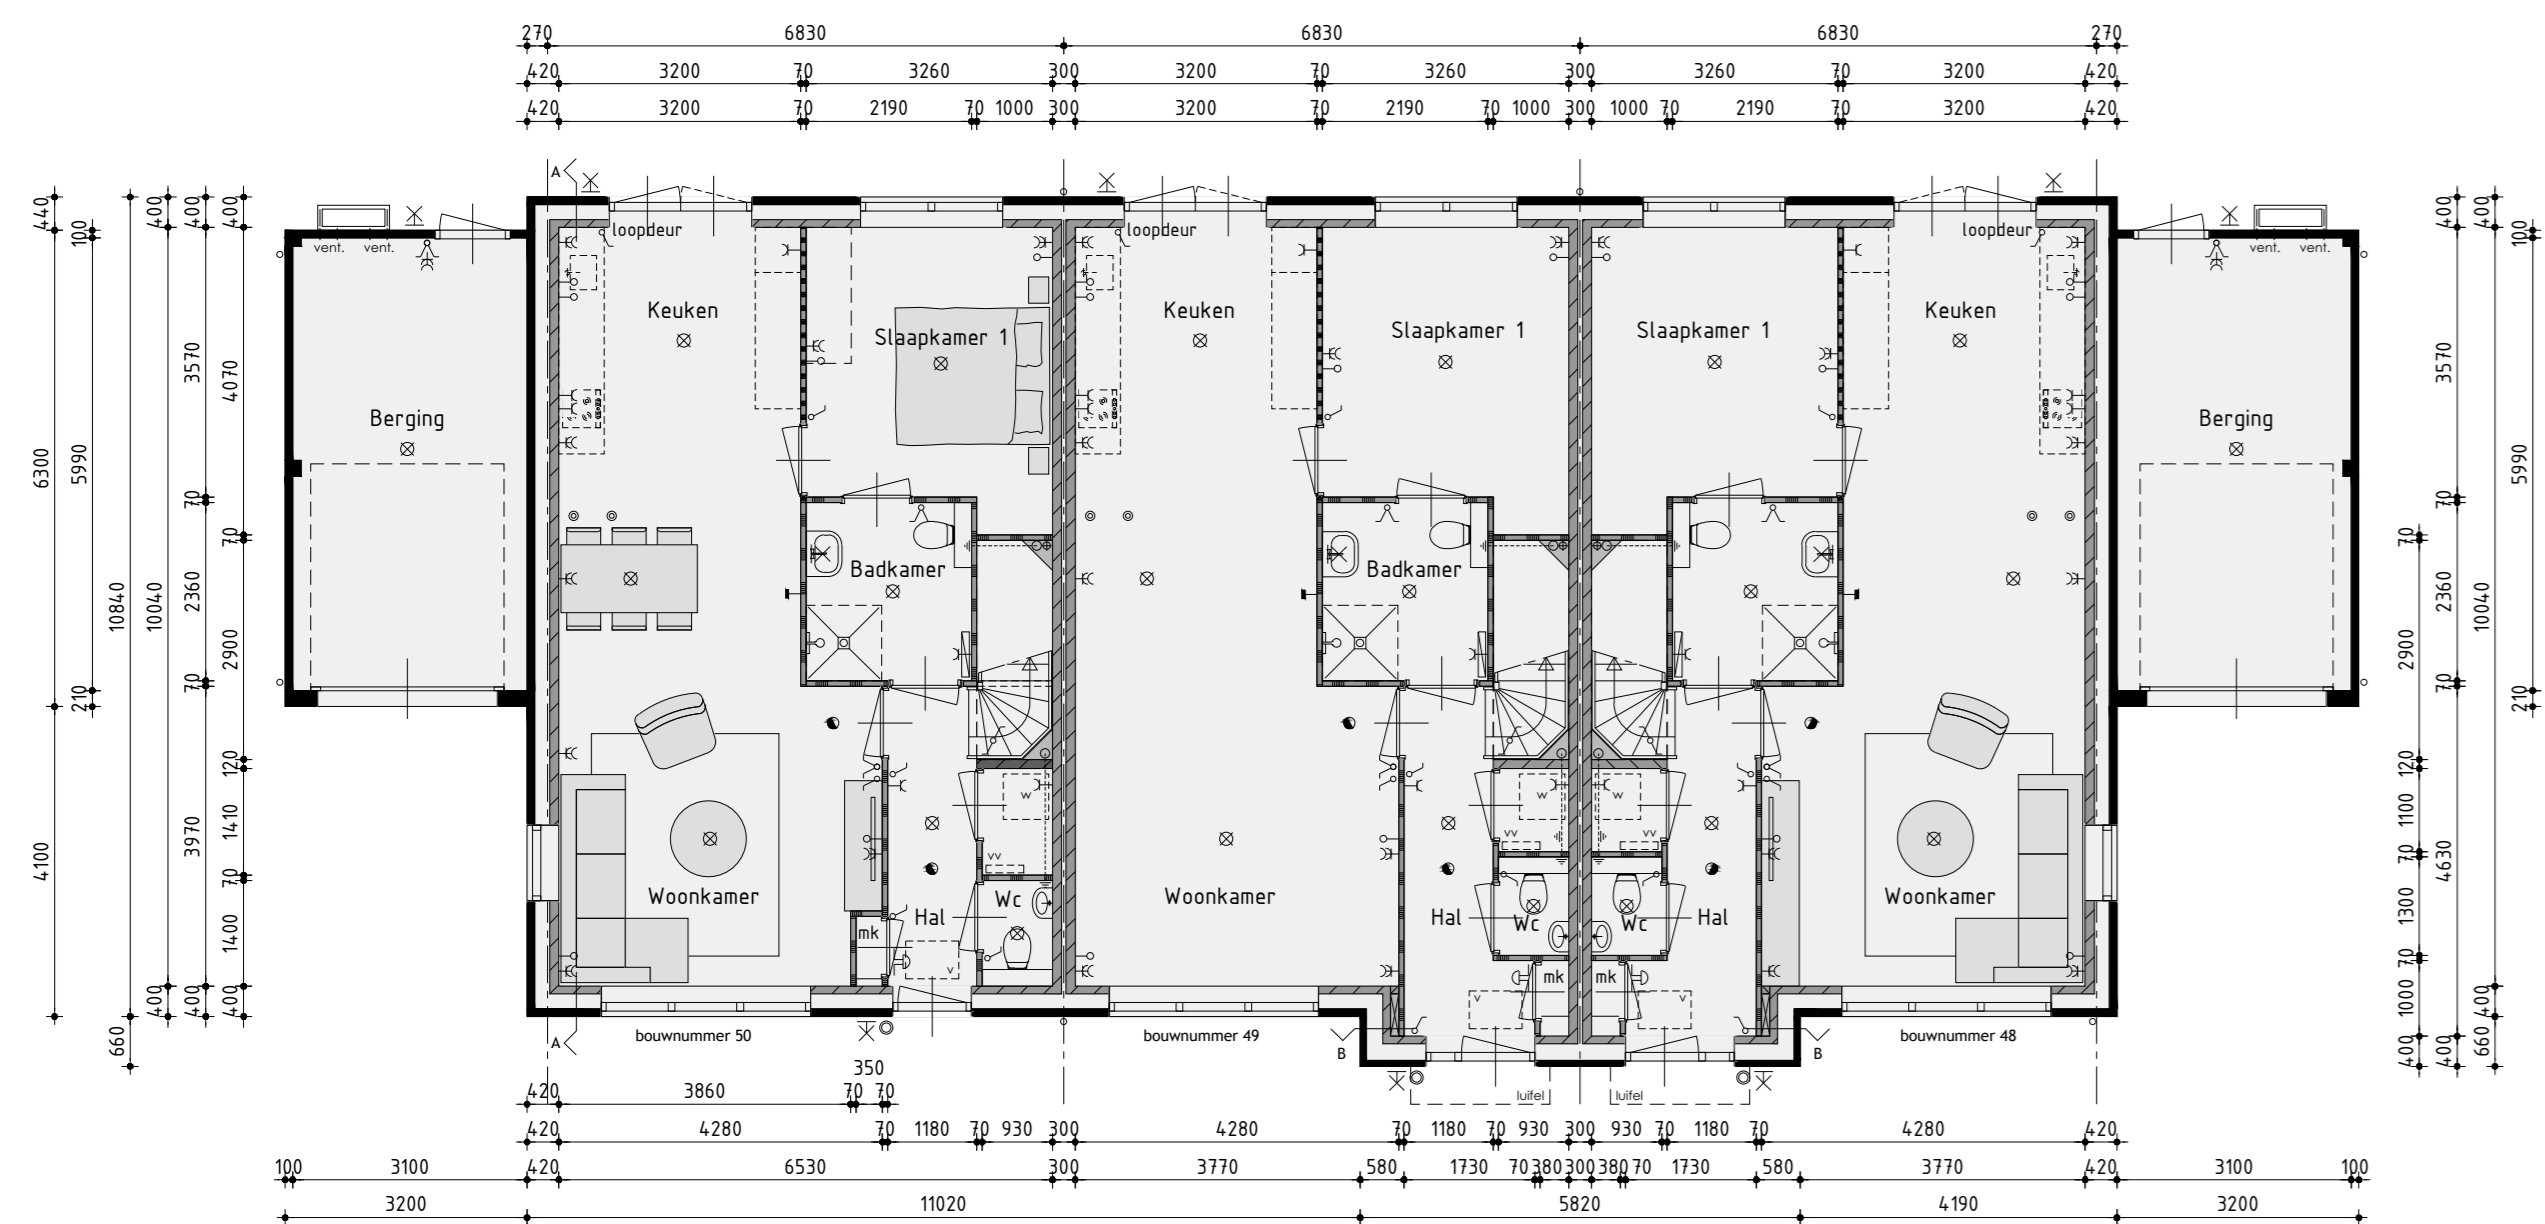 270 6830 6830 6830 270
420 3200 70 3260 300 3200 70 3260 300 3260 70 3200 420
420 3200 70 2190 70 1000 300 3200 70 2190 70 1000 300 1000 70 2190 70 3200 420
A
loopdeur loopdeur loopdeur
vent. vent. vent. vent.
440 100 400 400 400 400 400 100
Keuken Keuken Keuken
Slaapkamer 1 Slaapkamer 1 Slaapkamer 1
3570 4070 3570
Berging Berging
6300 5990 5990
70 70 70 70
Badkamer Badkamer
10840 10040 2360 2900 2900 2360 10040
70 210 70 210
120 120
w w w
4100 3970 1410 1100 4630
vv vv vv
70 70
Woonkamer Wc Woonkamer Woonkamer
Hal Hal Wc Wc Hal
mk 1400 1300
v mk mk
70 1000
v v
400 400 400 400
660 400 400 660
A bouwnummer 50 bouwnummer 49 B B bouwnummer 48
350
luifel luifel
420 3860 70 70
420 4280 70 1180 70 930 300 4280 70 1180 70 930 300 930 70 1180 70 4280 420
100 3100 420 6530 300 3770 580 1730 70 380 300 380 70 1730 580 3770 420 3100 100
3200 11020 5820 4190 3200